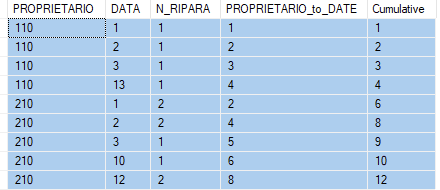 PROPRIETARIO DATA N_RIPARA PROPRIETARIO_to_DATE Cumulative
110 1 1 1 1
110 2 1 2 2
110 3 1 3 3
110 13 1 4 4
210 1 2 2 6
210 2 2 4 8
210 3 1 5 9
210 10 1 6 10
210 12 2 8 12